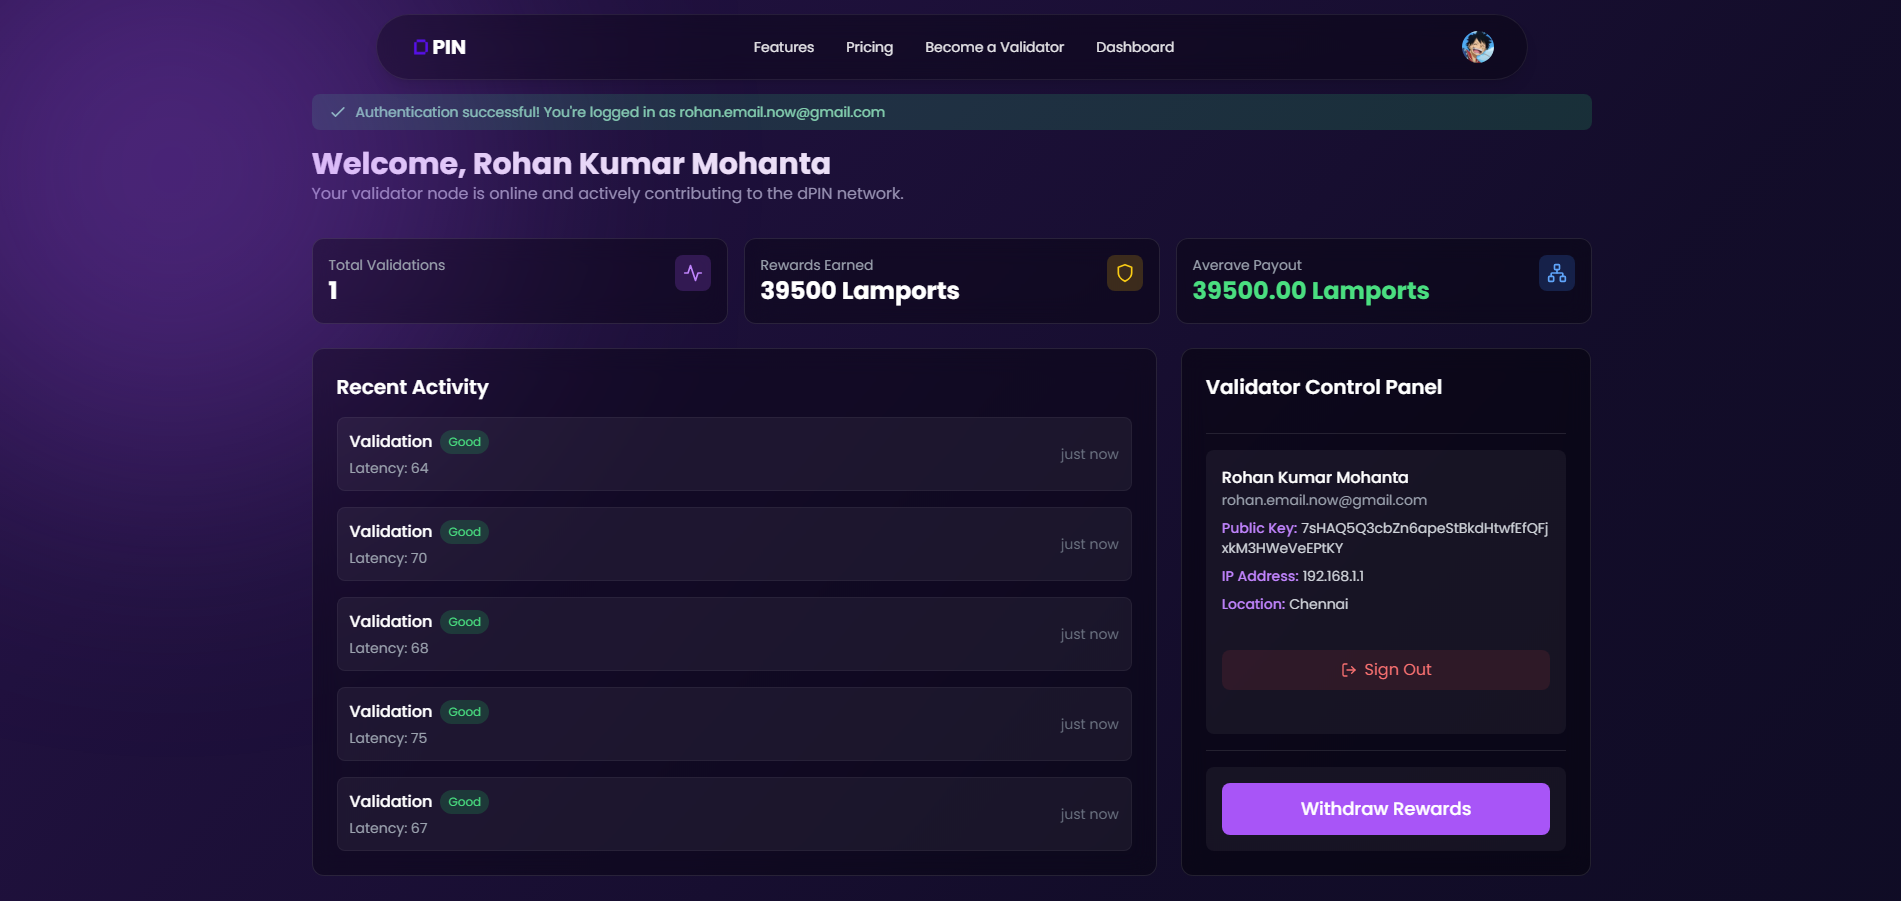 PIN
Features
Pricing
Become a Validator
Dashboard
Authentication successful! You're logged in as rohan.email.now@gmail.com
Welcome, Rohan Kumar Mohanta
Your validator node is online and actively contributing to the dPIN network.
Total Validations
1
Rewards Earned
39500 Lamports
Averave Payout
39500.00 Lamports
Recent Activity
Validation Good
Latency: 64
just now
Validation Good
Latency: 70
just now
Validation Good
Latency: 68
just now
Validation Good
Latency: 75
just now
Validation Good
Latency: 67
just now
Validator Control Panel
Rohan Kumar Mohanta
rohan.email.now@gmail.com
Public Key: 7sHAQ5Q3cbZn6apeStBkdHtwfEfQFj
xkM3HWeVeEPtKY
IP Address: 192.168.1.1
Location: Chennai
Sign Out
Withdraw Rewards